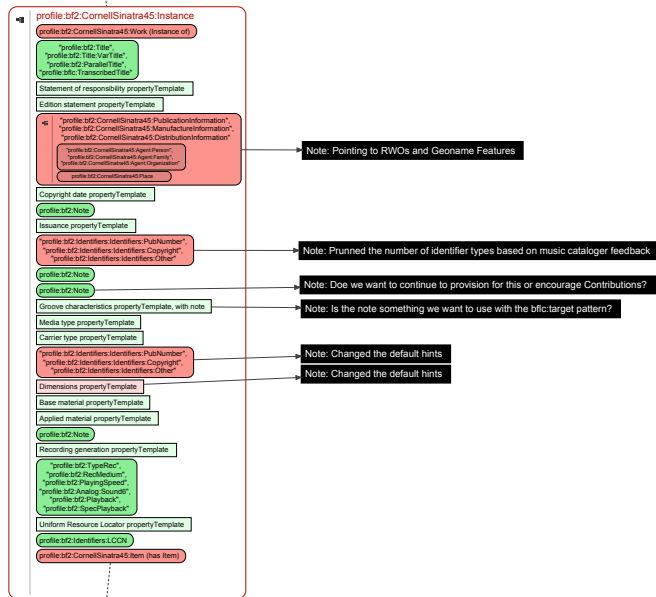 profile:bf2:CornellSinatra45:Instance
profile:bf2:CornellSinatra45:Work (Instance of)
"profile:bf2:Title",
"profile:bf2:Title:VarTitle",
"profile:bf2:ParallelTitle",
"profile:bflc:TranscribedTitle"
Statement of responsibility propertyTemplate
Edition statement propertyTemplate
"profile:bf2:CornellSinatra45:PublicationInformation",
"profile:bf2:CornellSinatra45:ManufactureInformation",
"profile:bf2:CornellSinatra45:DistributionInformation"
"profile:bf2:CornellSinatra45:Agent:Person",
"profile:bf2:CornellSinatra45:Agent:Family",
"profile:bf2:CornellSinatra45:Agent:Organization"
profile:bf2:CornellSinatra45:Place
Note: Pointing to RWOs and Geoname Features
Copyright date propertyTemplate
profile:bf2:Note
Issuance propertyTemplate
"profile:bf2:Identifiers:Identifiers:PubNumber",
"profile:bf2:Identifiers:Identifiers:Copyright",
"profile:bf2:Identifiers:Identifiers:Other"
Note: Prunned the number of identifier types based on music cataloger feedback
profile:bf2:Note
profile:bf2:Note
Note: Doe we want to continue to provision for this or encourage Contributions?
Groove characteristics propertyTemplate, with note
Note: Is the note something we want to use with the bflc:target pattern?
Media type propertyTemplate
Carrier type propertyTemplate
"profile:bf2:Identifiers:Identifiers:PubNumber",
"profile:bf2:Identifiers:Identifiers:Copyright",
"profile:bf2:Identifiers:Identifiers:Other"
Note: Changed the default hints
Dimensions propertyTemplate
Note: Changed the default hints
Base material propertyTemplate
Applied material propertyTemplate
profile:bf2:Note
Recording generation propertyTemplate
"profile:bf2:TypeRec",
"profile:bf2:RecMedium",
"profile:bf2:PlayingSpeed",
"profile:bf2:Analog:Sound6",
"profile:bf2:Playback",
"profile:bf2:SpecPlayback"
Uniform Resource Locator propertyTemplate
profile:bf2:Identifiers:LCCN
profile:bf2:CornellSinatra45:Item (has Item)